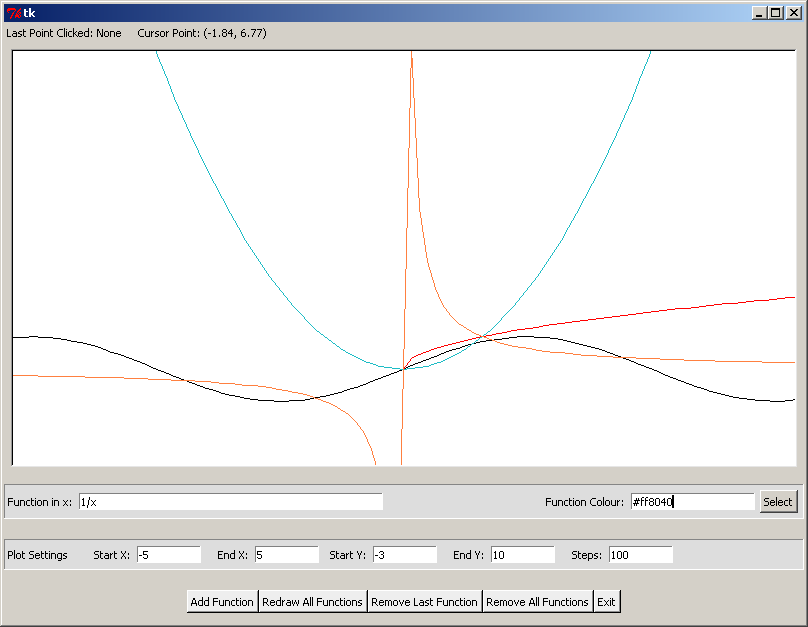 tk
Last Point Clicked: None Cursor Point: (-1.84, 6.77)
Function in x: 1/x Function Colour: #ff8040 Select
Plot Settings Start X: -5 End X: 5 Start Y: -3 End Y: 10 Steps: 100
Add Function Redraw All Functions Remove Last Function Remove All Functions Exit